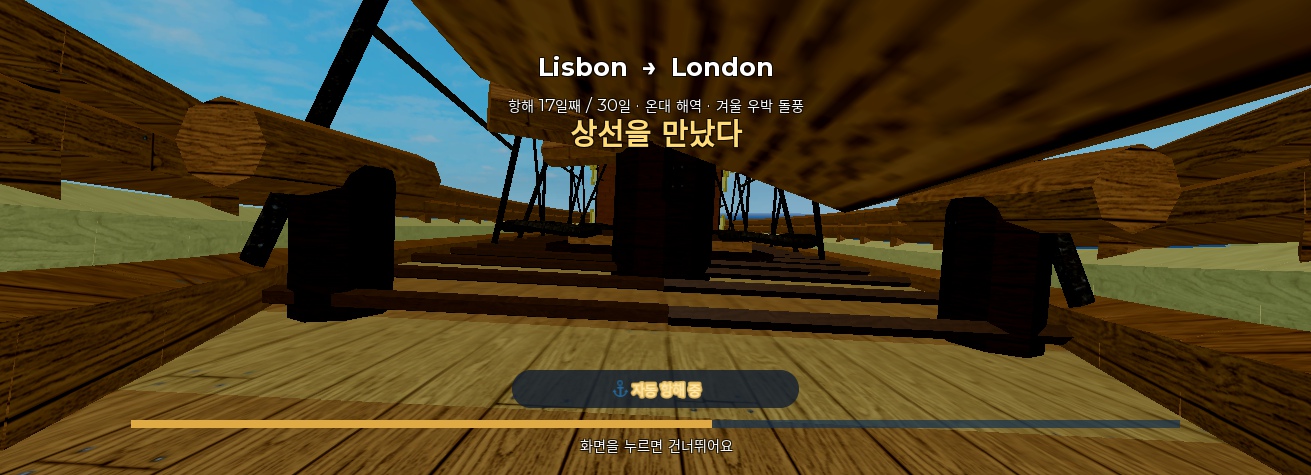 Lisbon → London
항해 17일째 / 30일 · 온대 해역 · 겨울 우박 돌풍
상선을 만났다
⚓ 자동 항해 중
화면을 누르면 건너뛰어요